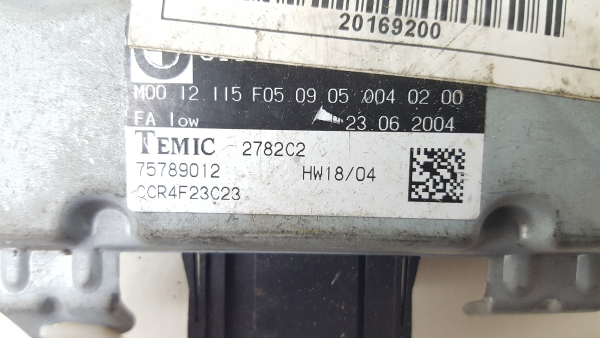 20169200
M00 12 115 F05 09 05 004 02 00
FA low 23.06.2004
TEMIC 2782C2
75789012 HW18/04
CCR4F23C23